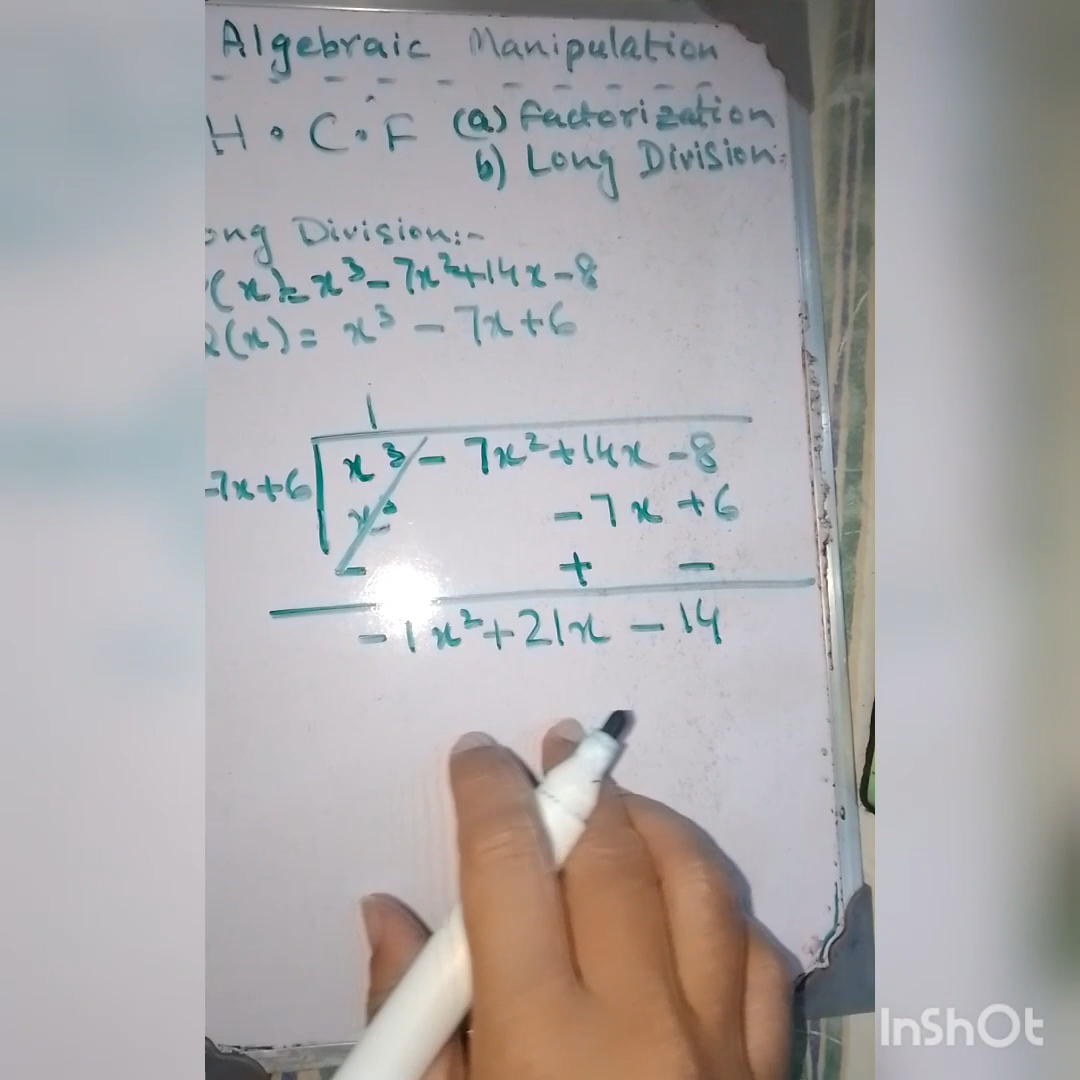 Algebraic Manipulation
H.C.F (a) Factorization
b) Long Division:
ong Division:-
(x)= x³ - 7x² + 14x - 8
(x) = x³ - 7x + 6
1
-7x+6 x³ - 7x² + 14x - 8
x³ - 7x + 6
- + -
-1x² + 21x - 14
InShOt